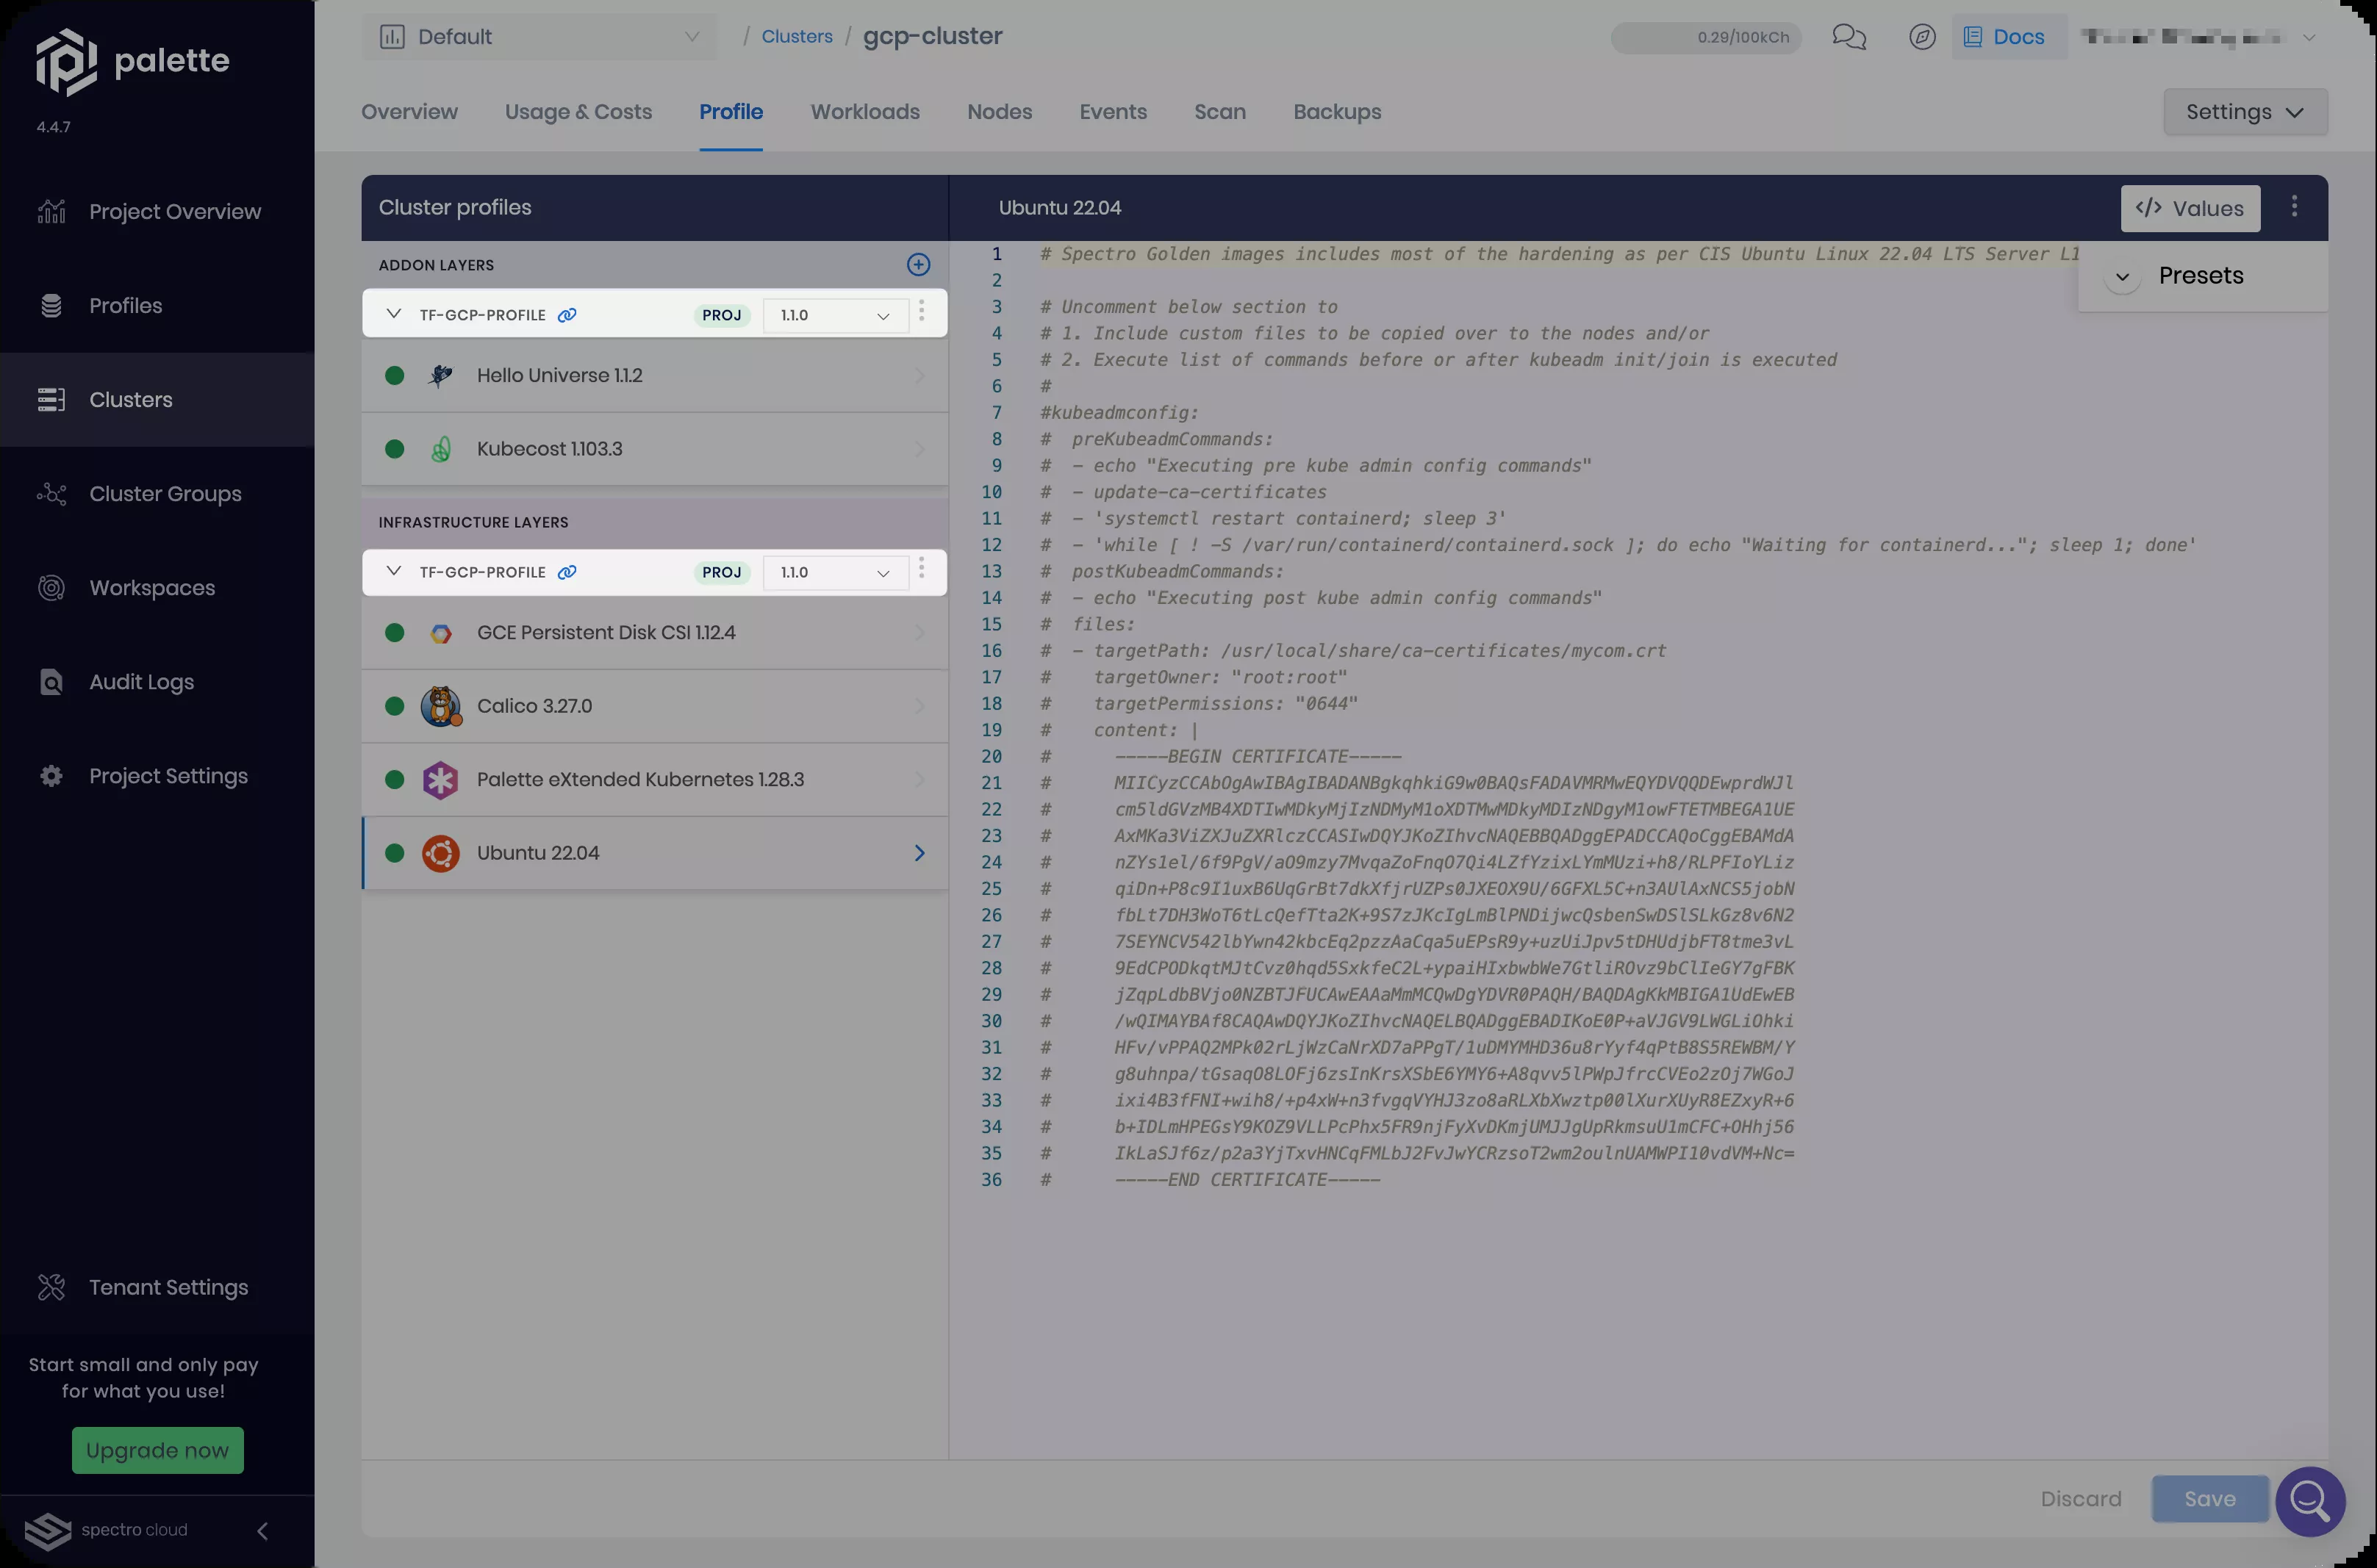 palette
4.4.7
Project Overview
Profiles
Clusters
Cluster Groups
Workspaces
Audit Logs
Project Settings
Tenant Settings
Start small and only pay
for what you use!
Upgrade now
spectro cloud
Default
/ Clusters / gcp-cluster
0.29/100kCh
Docs
Overview
Usage & Costs
Profile
Workloads
Nodes
Events
Scan
Backups
Settings
Cluster profiles
ADDON LAYERS
TF-GCP-PROFILE PROJ 1.1.0
Hello Universe 1.1.2
Kubecost 1.103.3
INFRASTRUCTURE LAYERS
TF-GCP-PROFILE PROJ 1.1.0
GCE Persistent Disk CSI 1.12.4
Calico 3.27.0
Palette eXtended Kubernetes 1.28.3
Ubuntu 22.04
Ubuntu 22.04
</> Values
Presets
1 # Spectro Golden images includes most of the hardening as per CIS Ubuntu Linux 22.04 LTS Server L1
2
3 # Uncomment below section to
4 # 1. Include custom files to be copied over to the nodes and/or
5 # 2. Execute list of commands before or after kubeadm init/join is executed
6 #
7 #kubeadmconfig:
8 #  preKubeadmCommands:
9 #  - echo "Executing pre kube admin config commands"
10 #  - update-ca-certificates
11 #  - 'systemctl restart containerd; sleep 3'
12 #  - 'while [ ! -S /var/run/containerd/containerd.sock ]; do echo "Waiting for containerd..."; sleep 1; done'
13 #  postKubeadmCommands:
14 #  - echo "Executing post kube admin config commands"
15 #  files:
16 #  - targetPath: /usr/local/share/ca-certificates/mycom.crt
17 #    targetOwner: "root:root"
18 #    targetPermissions: "0644"
19 #    content: |
20 #      -----BEGIN CERTIFICATE-----
21 #      MIICyzCCAbOgAwIBAgIBADANBgkqhkiG9w0BAQsFADAVMRMwEQYDVQQDEwprdWJl
22 #      cm5ldGVzMB4XDTIwMDkyMjIzNDMyM1oXDTMwMDkyMDIzNDgyM1owFTETMBEGA1UE
23 #      AxMKa3ViZXJuZXRlczCCASIwDQYJKoZIhvcNAQEBBQADggEPADCCAQoCggEBAMdA
24 #      nZYs1el/6f9PgV/aO9mzy7MvqaZoFnqO7Qi4LZfYzixLYmMUzi+h8/RLPFIoYLiz
25 #      qiDn+P8c9I1uxB6UqGrBt7dkXfjrUZPs0JXEOX9U/6GFXL5C+n3AUlAxNCS5jobN
26 #      fbLt7DH3WoT6tLcQefTta2K+9S7zJKcIgLmBlPNDijwcQsbenSwDSlSLkGz8v6N2
27 #      7SEYNCV542lbYwn42kbcEq2pzzAaCqa5uEPsR9y+uzUiJpv5tDHUdjbFT8tme3vL
28 #      9EdCPODkqtMJtCvz0hqd5SxkfeC2L+ypaiHIxbwbWe7GtliROvz9bClIeGY7gFBK
29 #      jZqpLdbBVjo0NZBTJFUCAwEAAaMmMCQwDgYDVR0PAQH/BAQDAgKkMBIGA1UdEwEB
30 #      /wQIMAYBAf8CAQAwDQYJKoZIhvcNAQELBQADggEBADIKoE0P+aVJGV9LWGLiOhki
31 #      HFv/vPPAQ2MPk02rLjWzCaNrXD7aPPgT/1uDMYMHD36u8rYyf4qPtB8S5REWBM/Y
32 #      g8uhnpa/tGsaqO8LOFj6zsInKrsXSbE6YMY6+A8qvv5lPWpJfrcCVEo2zOj7WGoJ
33 #      ixi4B3fFNI+wih8/+p4xW+n3fvgqVYHJ3zo8aRLXbXwztp00lXurXUyR8EZxyR+6
34 #      b+IDLmHPEGsY9KOZ9VLLPcPhx5FR9njFyXvDKmjUMJJgUpRkmsuU1mCFC+OHhj56
35 #      IkLaSJf6z/p2a3YjTxvHNCqFMLbJ2FvJwYCRzsoT2wm2oulnUAMWPI10vdVM+Nc=
36 #      -----END CERTIFICATE-----
Discard
Save